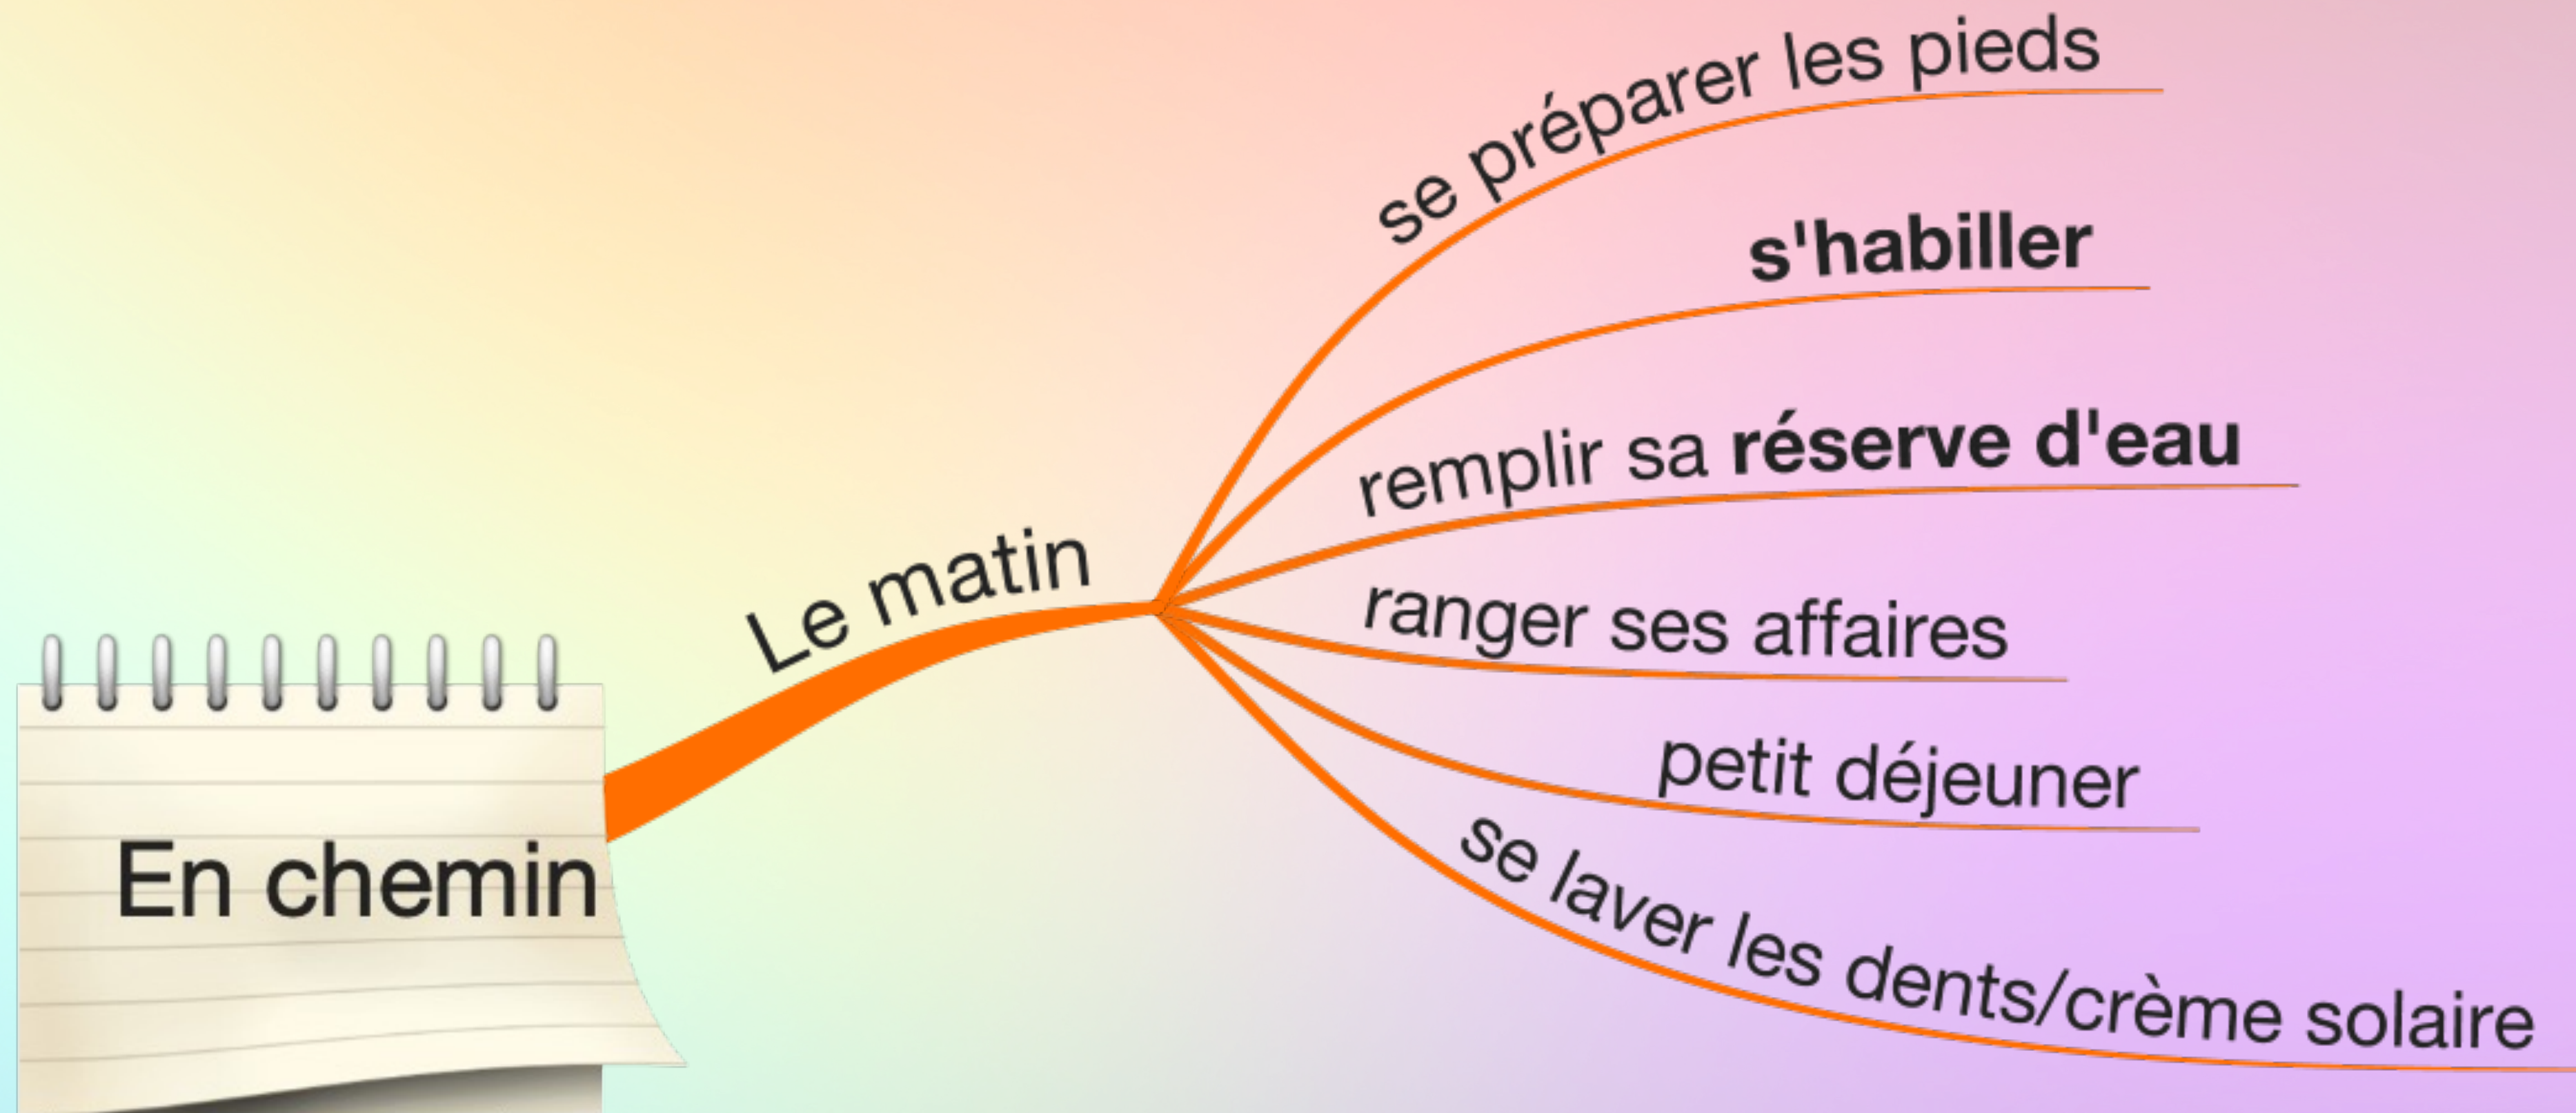 En chemin
Le matin
se préparer les pieds
s'habiller
remplir sa réserve d'eau
ranger ses affaires
petit déjeuner
se laver les dents/crème solaire